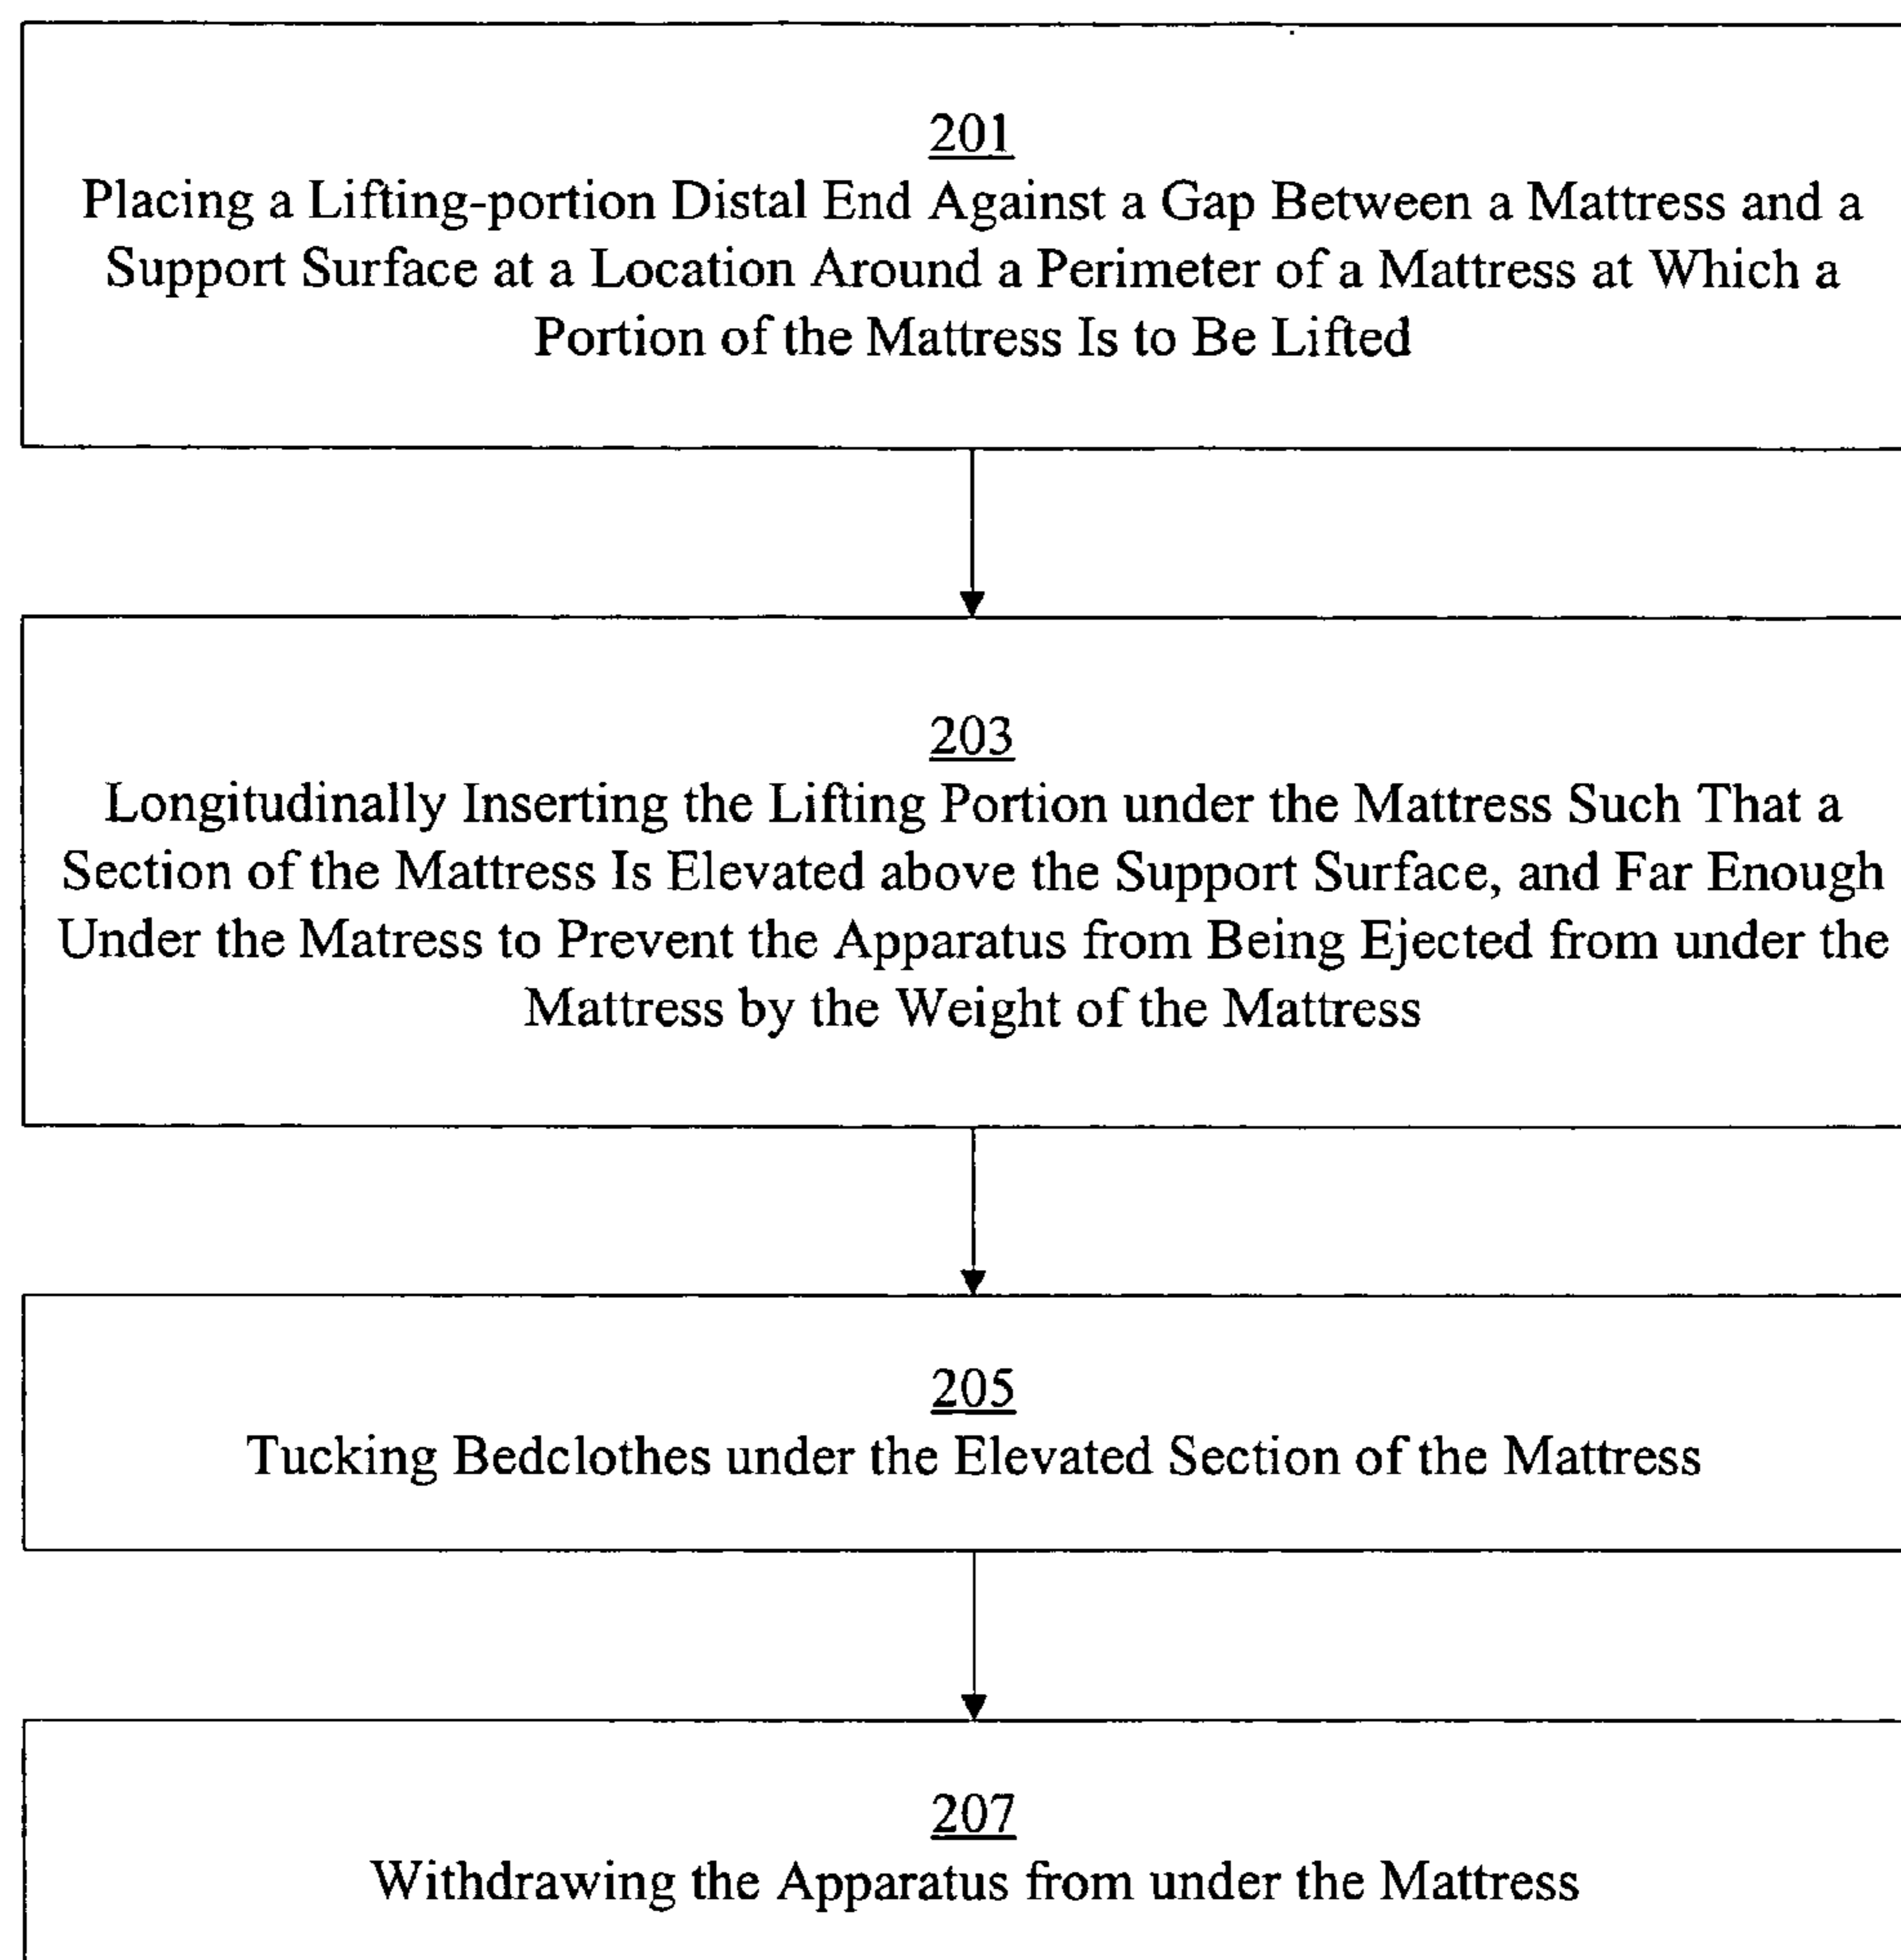 201
Placing a Lifting-portion Distal End Against a Gap Between a Mattress and a
Support Surface at a Location Around a Perimeter of a Mattress at Which a
Portion of the Mattress Is to Be Lifted
203
Longitudinally Inserting the Lifting Portion under the Mattress Such That a
Section of the Mattress Is Elevated above the Support Surface, and Far Enough
Under the Matress to Prevent the Apparatus from Being Ejected from under the
Mattress by the Weight of the Mattress
205
Tucking Bedclothes under the Elevated Section of the Mattress
207
Withdrawing the Apparatus from under the Mattress